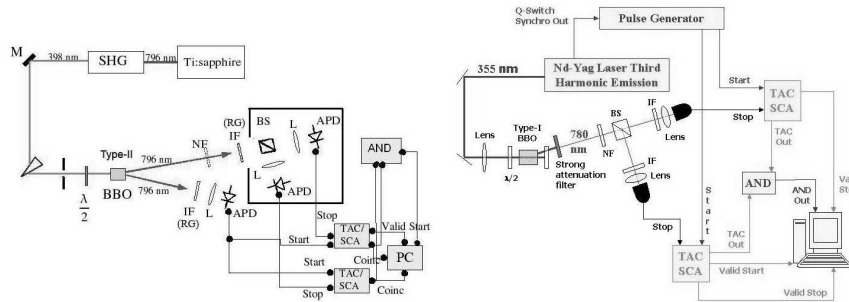 M
398 nm
SHG
796 nm
Ti:sapphire
(RG)
IF
BS
L
APD
NF
Type-II
796 nm
BBO
796 nm
λ
2
IF
(RG)
L
APD
L
APD
AND
Stop
Start
TAC/
SCA
Valid Start
Coinc
PC
Start
Stop
TAC/
SCA
Coinc
Q-Switch
Synchro Out
Pulse Generator
355 nm
Nd-Yag Laser Third
Harmonic Emission
Start
TAC
SCA
Stop
IF
Lens
BS
Lens
Type-I
BBO
780
nm
NF
λ/2
Strong
attenuation
filter
IF
Lens
TAC
Out
AND
AND
Out
Start
Stop
TAC
SCA
TAC
Out
Valid Start
Valid Stop